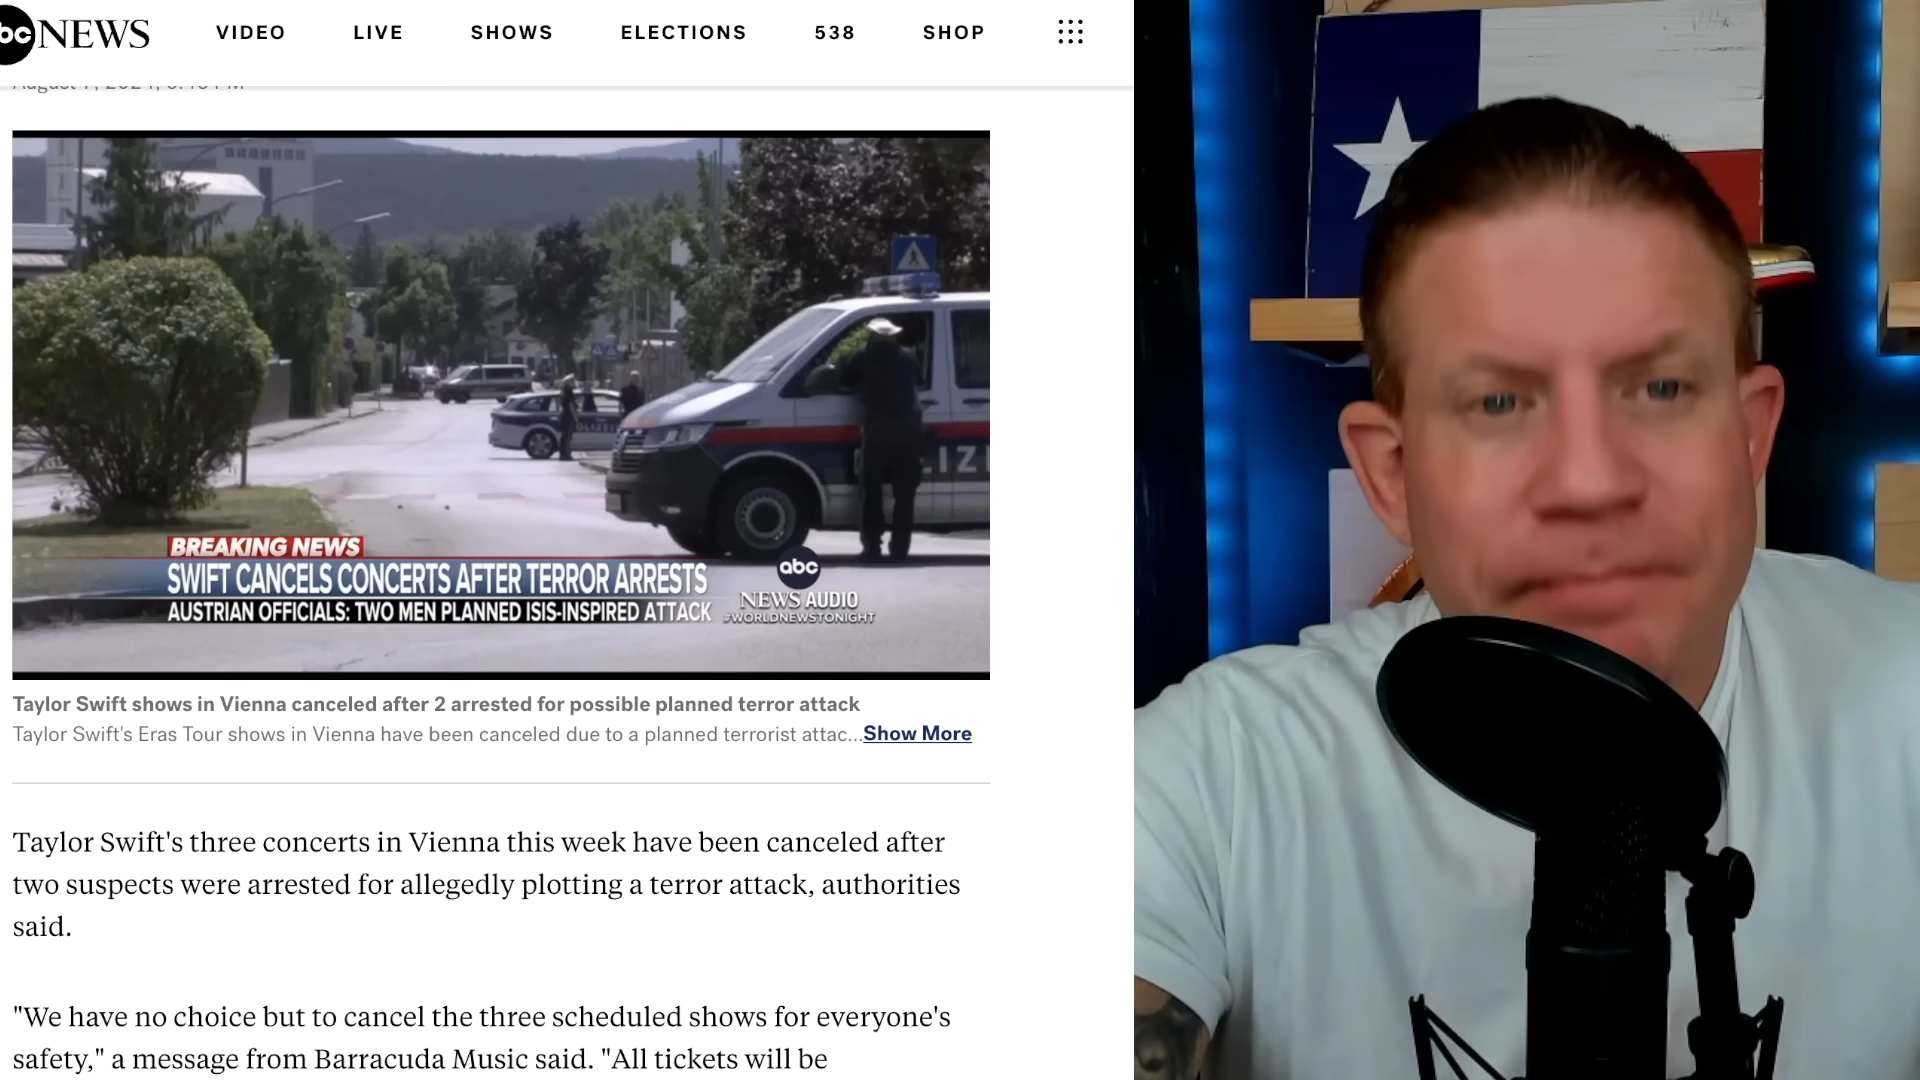 bc NEWS VIDEO LIVE SHOWS ELECTIONS 538 SHOP
BREAKING NEWS
SWIFT CANCELS CONCERTS AFTER TERROR ARRESTS
AUSTRIAN OFFICIALS: TWO MEN PLANNED ISIS-INSPIRED ATTACK
abc
NEWS AUDIO
#WORLDNEWSTONIGHT
Taylor Swift shows in Vienna canceled after 2 arrested for possible planned terror attack
Taylor Swift's Eras Tour shows in Vienna have been canceled due to a planned terrorist attac...Show More
Taylor Swift's three concerts in Vienna this week have been canceled after
two suspects were arrested for allegedly plotting a terror attack, authorities
said.
"We have no choice but to cancel the three scheduled shows for everyone's
safety," a message from Barracuda Music said. "All tickets will be